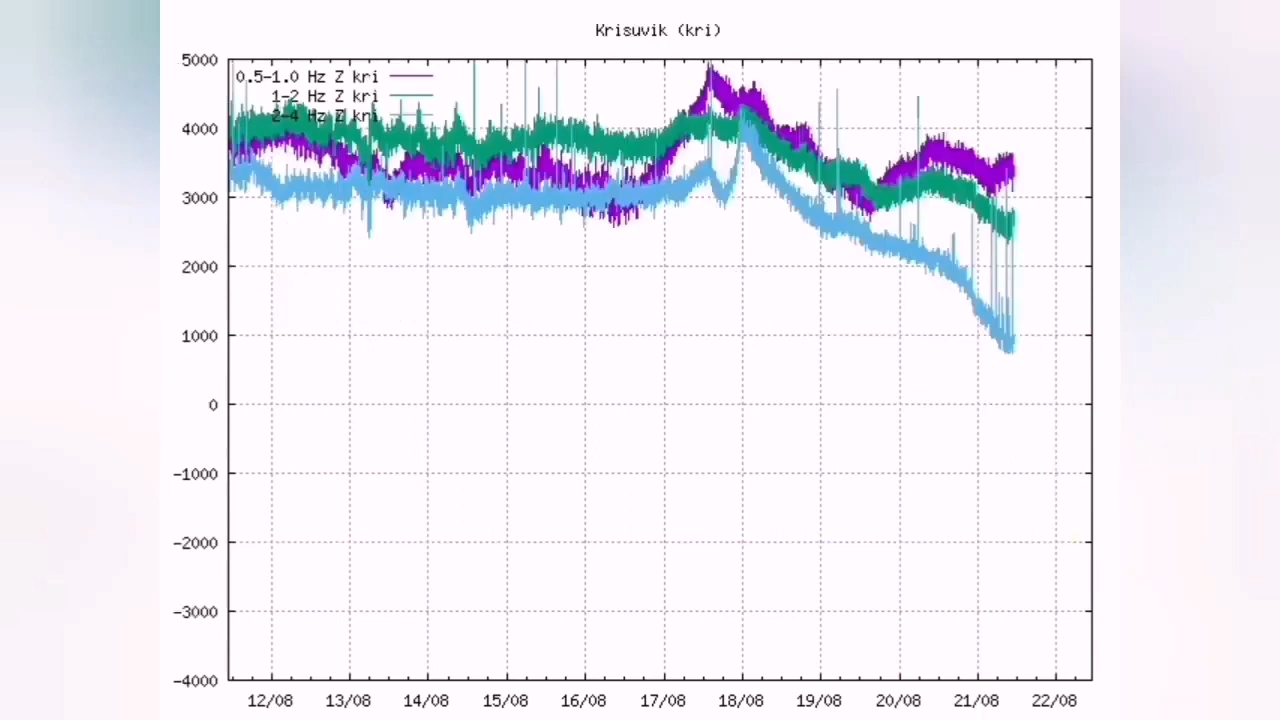 Krisuvik (kri)
5000
0.5-1.0 Hz Z kri
1-2 Hz Z kri
2-4 Hz Z kri
4000
3000
2000
1000
0
-1000
-2000
-3000
-4000
12/08 13/08 14/08 15/08 16/08 17/08 18/08 19/08 20/08 21/08 22/08